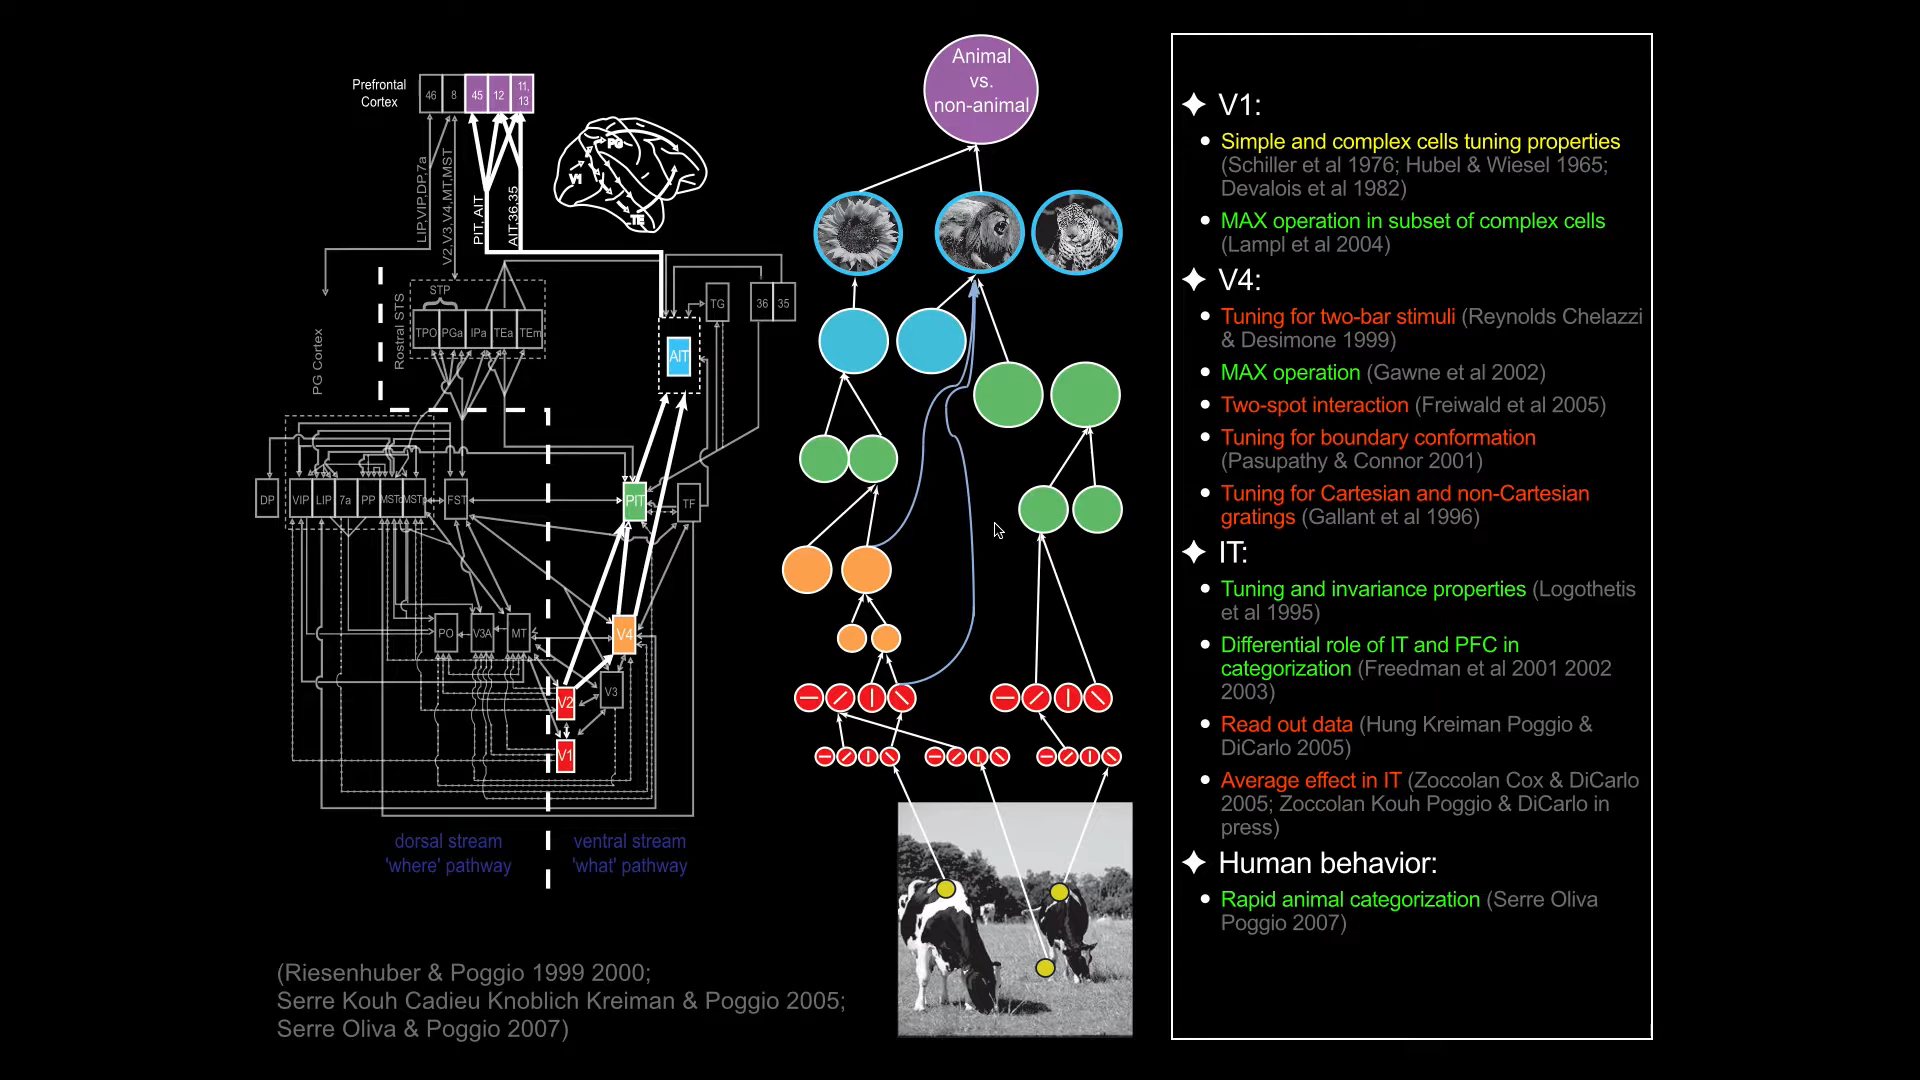 Prefrontal
Cortex
46
8
45
12
11,
13
LIP,VIP,DP,7a
V2,V3,V4,MT,MST
PIT, AIT
AIT,36,35
PG
V1
TE
PG Cortex
Rostral STS
STP
TPO
PGa
IPa
TEa
TEm
TG
36
35
AIT
DP
VIP
LIP
7a
PP
FST
PIT
TF
PO
V3A
MT
V4
V2
V3
V1
dorsal stream
'where' pathway
ventral stream
'what' pathway
(Riesenhuber & Poggio 1999 2000;
Serre Kouh Cadieu Knoblich Kreiman & Poggio 2005;
Serre Oliva & Poggio 2007)
Animal
vs.
non-animal
V1:
Simple and complex cells tuning properties
(Schiller et al 1976; Hubel & Wiesel 1965;
Devalois et al 1982)
MAX operation in subset of complex cells
(Lampl et al 2004)
V4:
Tuning for two-bar stimuli (Reynolds Chelazzi
& Desimone 1999)
MAX operation (Gawne et al 2002)
Two-spot interaction (Freiwald et al 2005)
Tuning for boundary conformation
(Pasupathy & Connor 2001)
Tuning for Cartesian and non-Cartesian
gratings (Gallant et al 1996)
IT:
Tuning and invariance properties (Logothetis
et al 1995)
Differential role of IT and PFC in
categorization (Freedman et al 2001 2002
2003)
Read out data (Hung Kreiman Poggio &
DiCarlo 2005)
Average effect in IT (Zoccolan Cox & DiCarlo
2005; Zoccolan Kouh Poggio & DiCarlo in
press)
Human behavior:
Rapid animal categorization (Serre Oliva
Poggio 2007)